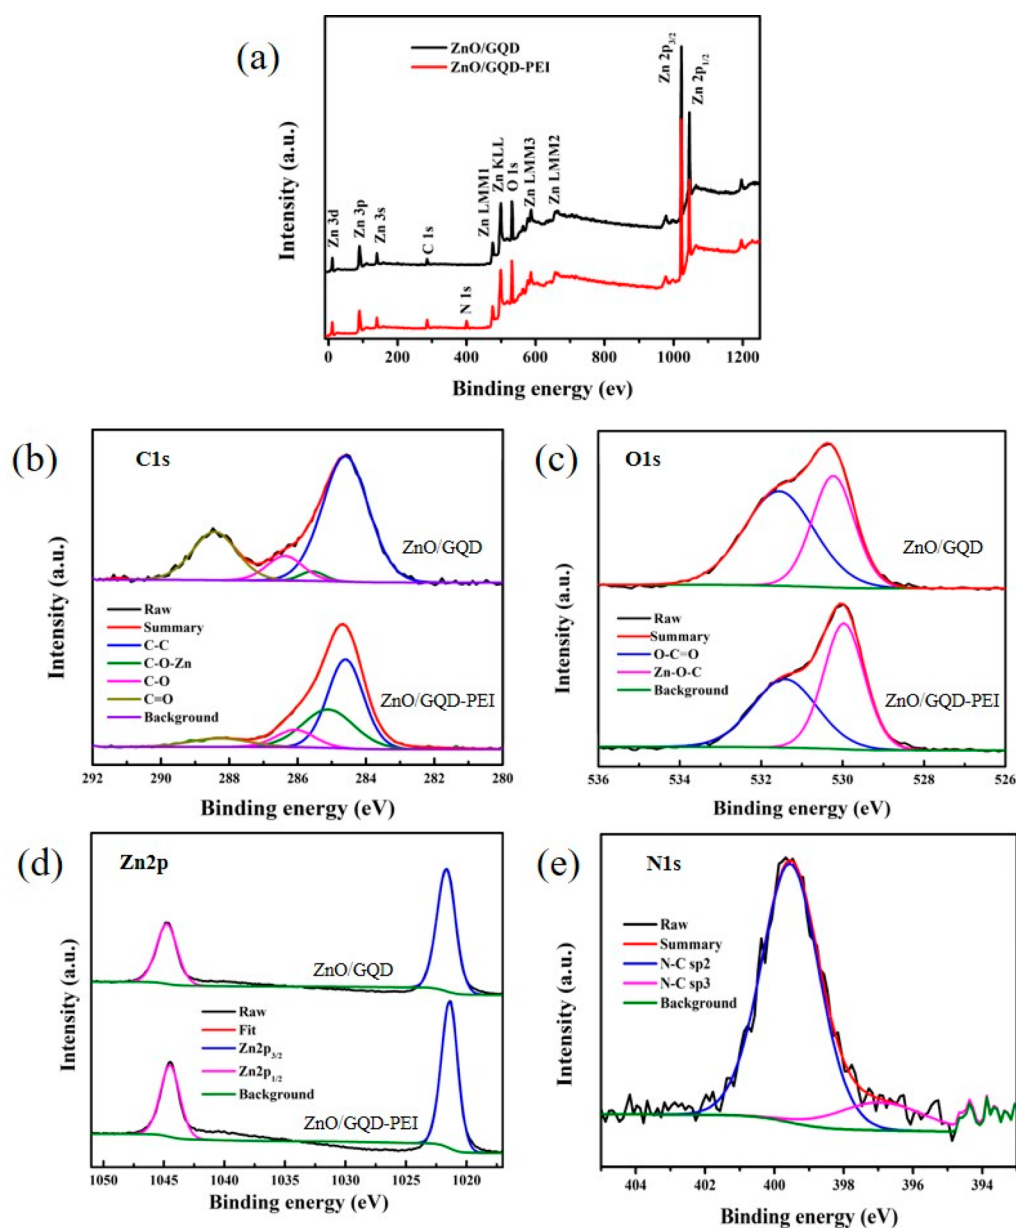 (a)
ZnO/GQD
ZnO/GQD-PEI
Zn 2p3/2
Zn 2p1/2
Zn 3d
Zn 3p
Zn 3s
C 1s
N 1s
Zn LMM1
Zn KLL
O 1s
Zn LMM3
Zn LMM2
Intensity (a.u.)
0 200 400 600 800 1000 1200
Binding energy (ev)
(b)
C1s
ZnO/GQD
Raw
Summary
C-C
C-O-Zn
C-O
C=O
Background
ZnO/GQD-PEI
Intensity (a.u.)
292 290 288 286 284 282 280
Binding energy (eV)
(c)
O1s
ZnO/GQD
Raw
Summary
O-C=O
Zn-O-C
Background
ZnO/GQD-PEI
Intensity (a.u.)
536 534 532 530 528 526
Binding energy (eV)
(d)
Zn2p
ZnO/GQD
Raw
Fit
Zn2p3/2
Zn2p1/2
Background
ZnO/GQD-PEI
Intensity (a.u.)
1050 1045 1040 1035 1030 1025 1020
Binding energy (eV)
(e)
N1s
Raw
Summary
N-C sp2
N-C sp3
Background
Intensity (a.u.)
404 402 400 398 396 394
Binding energy (eV)